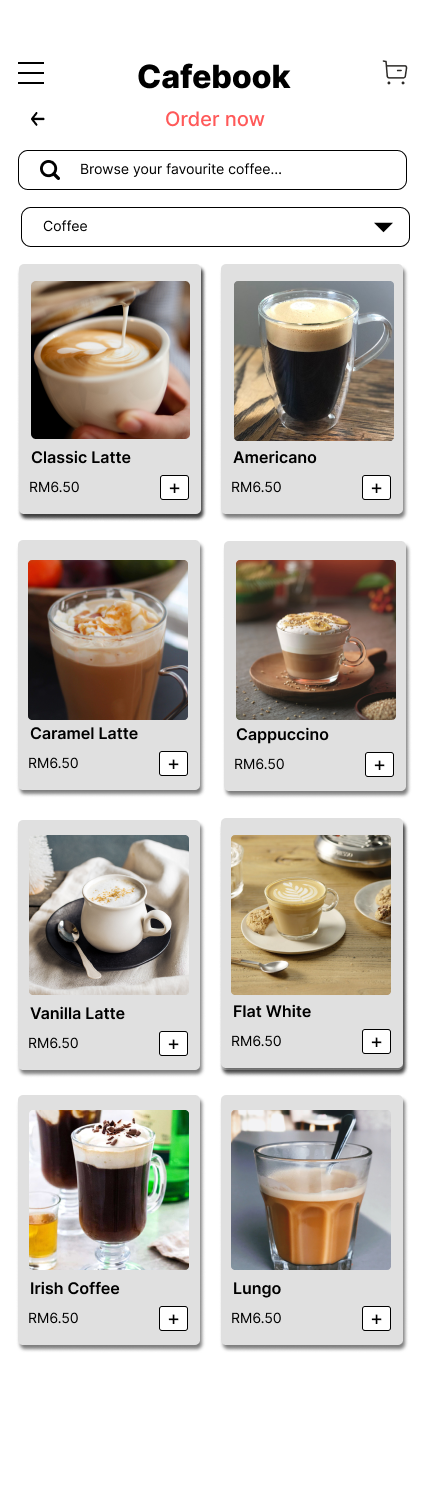 Cafebook
Order now
Browse your favourite coffee...
Coffee
Classic Latte
RM6.50
+
Americano
RM6.50
+
Caramel Latte
RM6.50
+
Cappuccino
RM6.50
+
Vanilla Latte
RM6.50
+
Flat White
RM6.50
+
Irish Coffee
RM6.50
+
Lungo
RM6.50
+